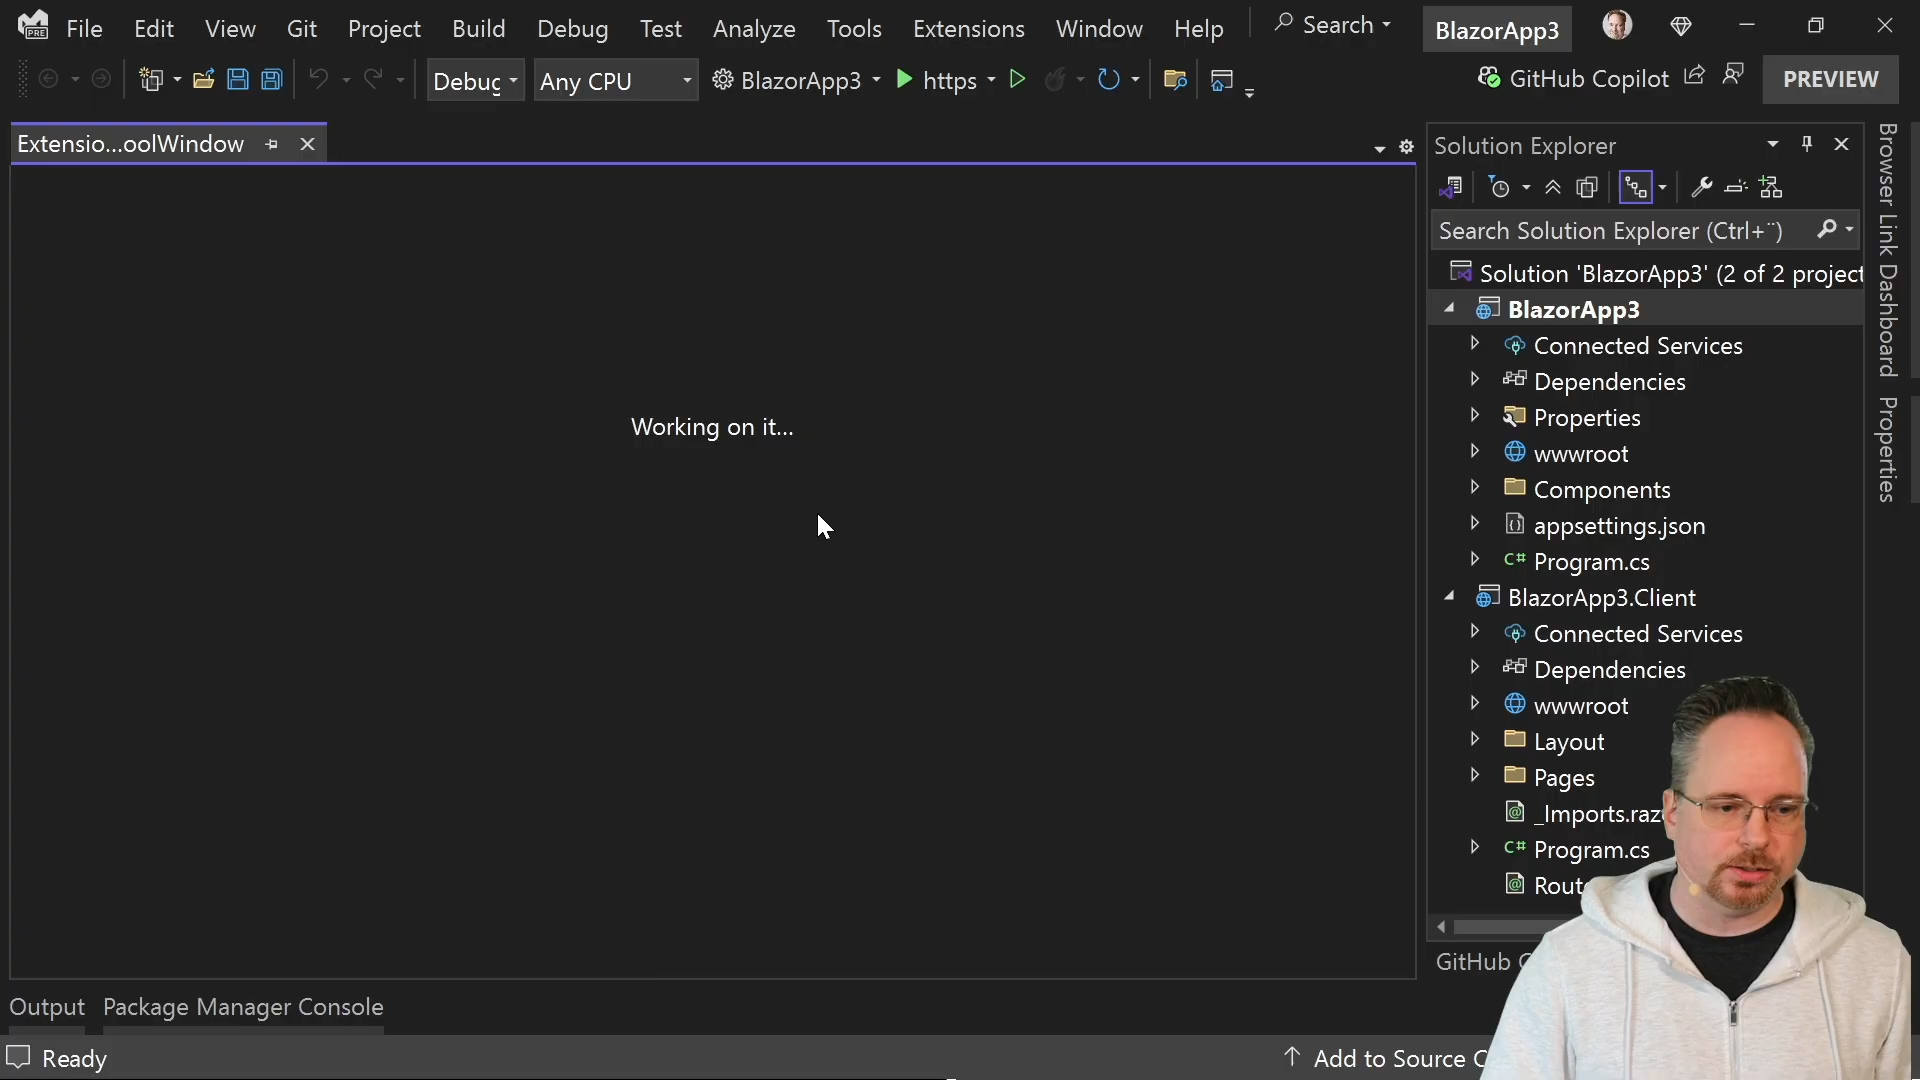 PRE
File Edit View Git Project Build Debug Test Analyze Tools Extensions Window Help Search BlazorApp3
Debug Any CPU BlazorApp3 https GitHub Copilot PREVIEW
Extensio...oolWindow
Working on it...
Solution Explorer
Search Solution Explorer (Ctrl+¨)
Solution 'BlazorApp3' (2 of 2 project
BlazorApp3
Connected Services
Dependencies
Properties
wwwroot
Components
appsettings.json
C# Program.cs
BlazorApp3.Client
Connected Services
Dependencies
wwwroot
Layout
Pages
_Imports.raz
C# Program.cs
Route
GitHub
Browser Link Dashboard
Properties
Output Package Manager Console
Ready
Add to Source